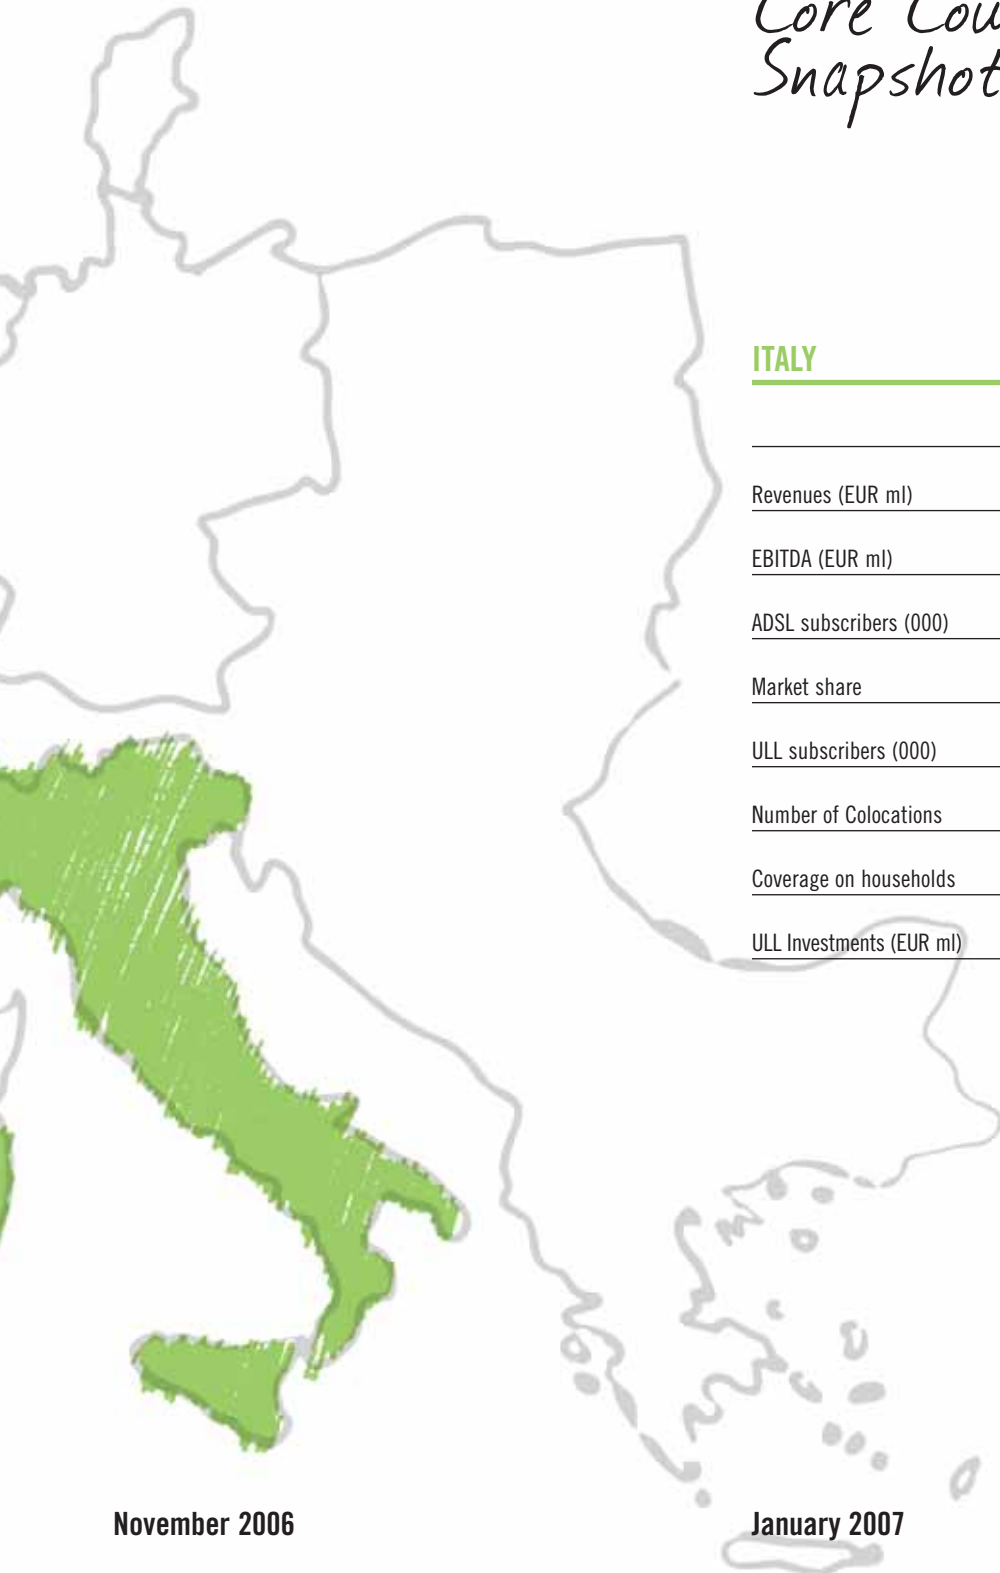 Core
Snapshot
ITALY
Revenues (EUR ml)
EBITDA (EUR ml)
ADSL subscribers (000)
Market share
ULL subscribers (000)
Number of Colocations
Coverage on households
ULL Investments (EUR ml)
November 2006
January 2007